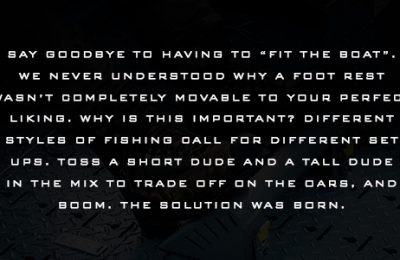 SAY GOODBYE TO HAVING TO “FIT THE BOAT”.
WE NEVER UNDERSTOOD WHY A FOOT REST
WASN'T COMPLETELY MOVABLE TO YOUR PERFEC
LIKING. WHY IS THIS IMPORTANT? DIFFERENT
STYLES OF FISHING CALL FOR DIFFERENT SET
UPS. TOSS A SHORT DUDE AND A TALL DUDE
IN THE MIX TO TRADE OFF ON THE OARS, AND
BOOM. THE SOLUTION WAS BORN.